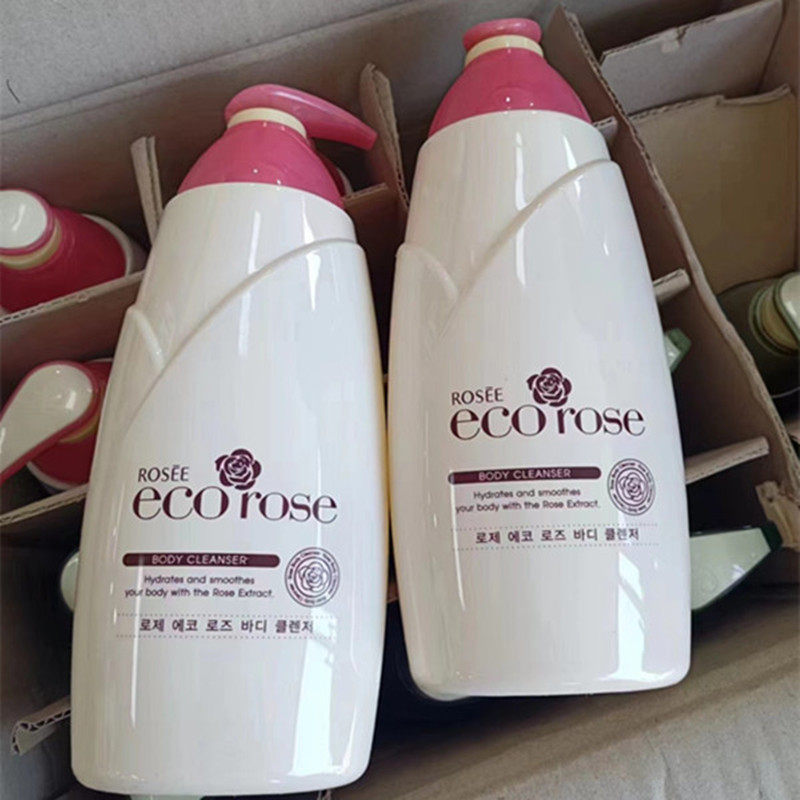 ROSĒE
eco rose
BODY CLEANSER
Hydrates and smoothes
your body with the Rose Extract.
로제 에코 로즈 바디 클렌저
ROSĒE
eco rose
BODY CLEANSER
Hydrates and smoothes
your body with the Rose Extract.
로제 에코 로즈 바디 클렌저